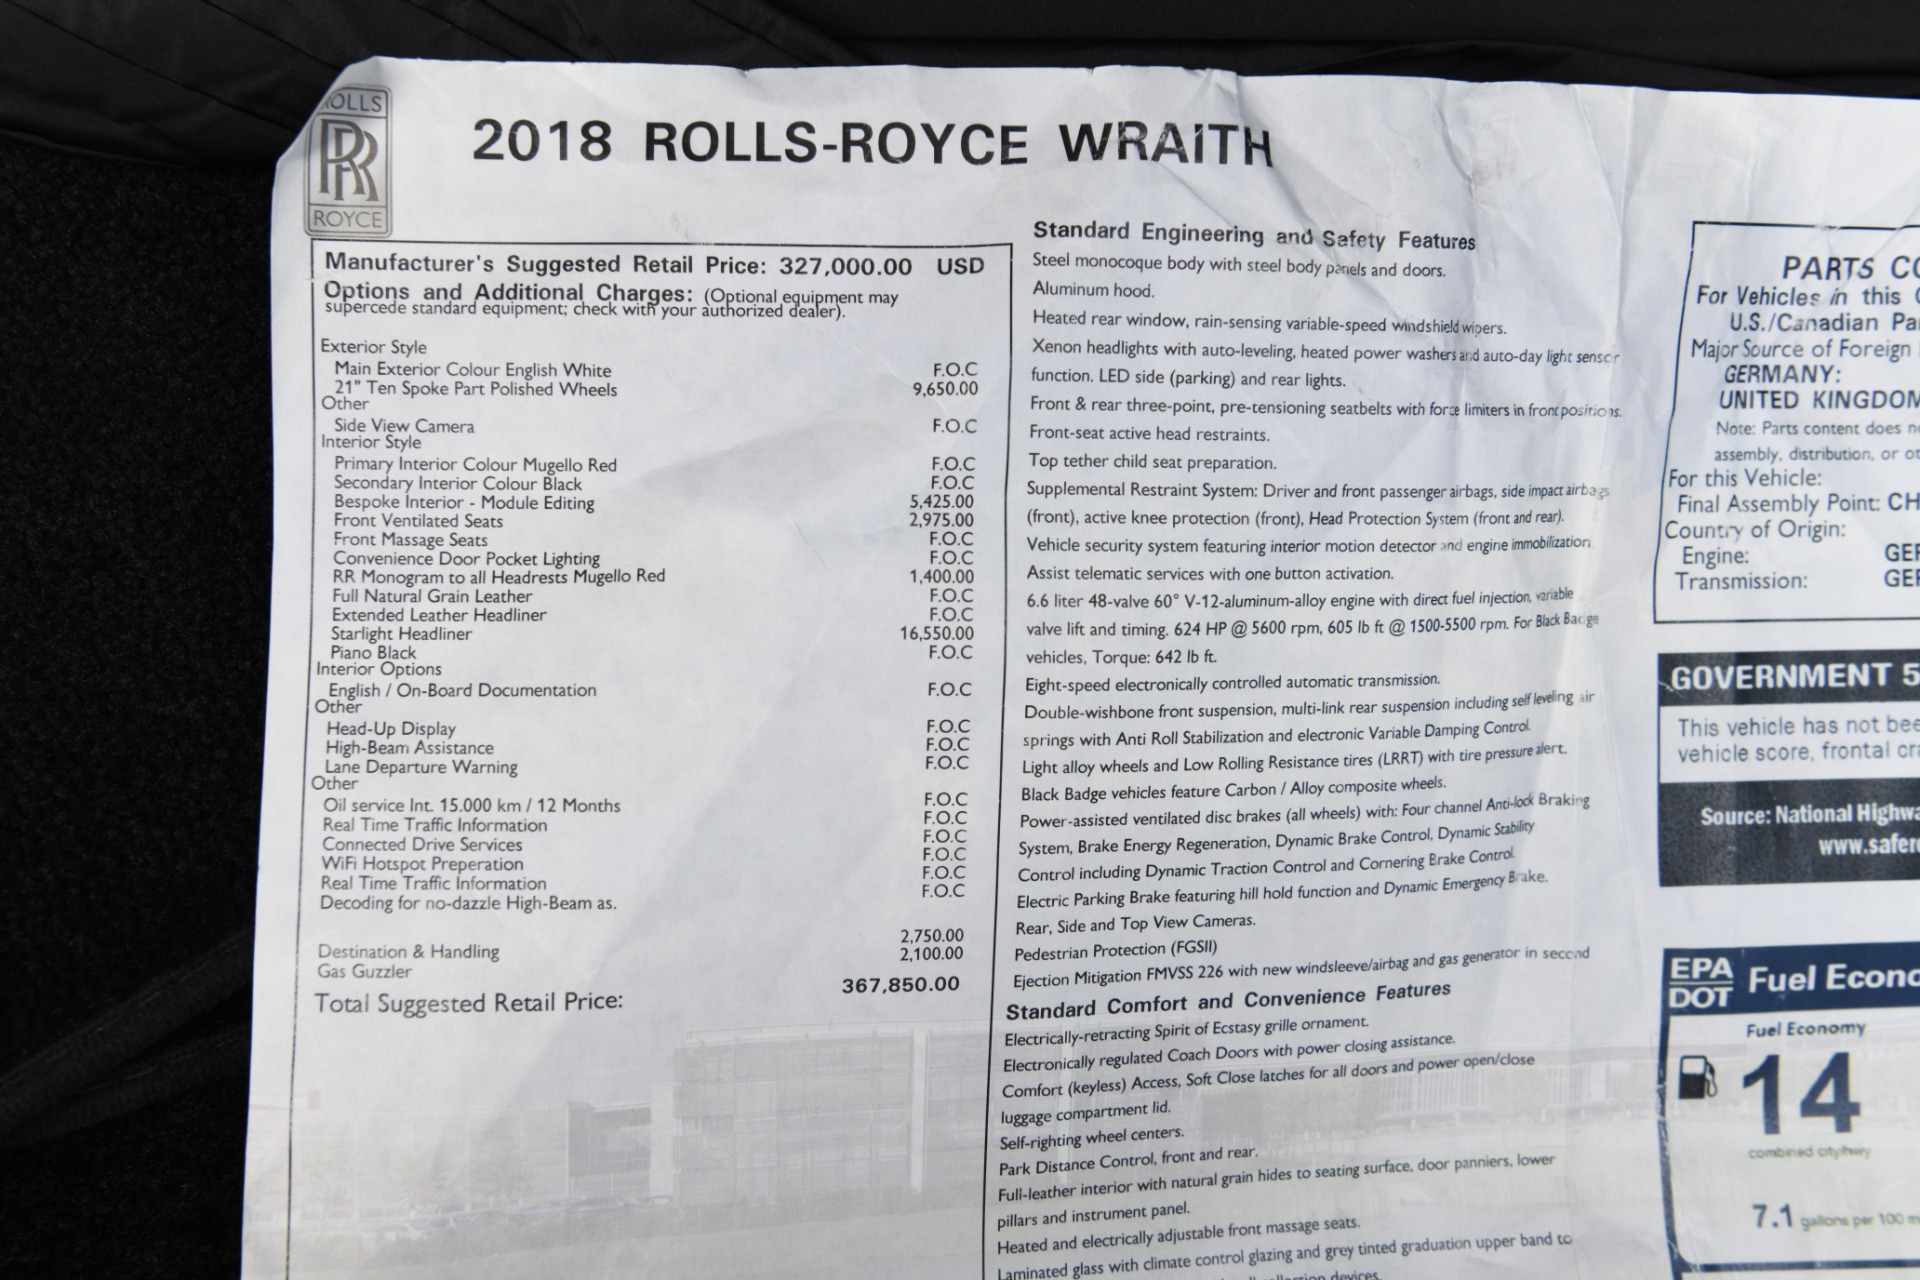 ROLLS
RR
ROYCE
2018 ROLLS-ROYCE WRAITH
Manufacturer's Suggested Retail Price: 327,000.00 USD
Options and Additional Charges: (Optional equipment may
supercede standard equipment; check with your authorized dealer).
Exterior Style
Main Exterior Colour English White F.O.C
21" Ten Spoke Part Polished Wheels 9,650.00
Other
Side View Camera F.O.C
Interior Style
Primary Interior Colour Mugello Red F.O.C
Secondary Interior Colour Black F.O.C
Bespoke Interior - Module Editing 5,425.00
Front Ventilated Seats 2,975.00
Front Massage Seats F.O.C
Convenience Door Pocket Lighting F.O.C
RR Monogram to all Headrests Mugello Red 1,400.00
Full Natural Grain Leather F.O.C
Extended Leather Headliner F.O.C
Starlight Headliner 16,550.00
Piano Black F.O.C
Interior Options
English / On-Board Documentation F.O.C
Other
Head-Up Display F.O.C
High-Beam Assistance F.O.C
Lane Departure Warning F.O.C
Other
Oil service Int. 15.000 km / 12 Months F.O.C
Real Time Traffic Information F.O.C
Connected Drive Services F.O.C
WiFi Hotspot Preperation F.O.C
Real Time Traffic Information F.O.C
Decoding for no-dazzle High-Beam as. F.O.C
Destination & Handling 2,750.00
Gas Guzzler 2,100.00
Total Suggested Retail Price: 367,850.00
Standard Engineering and Safety Features
Steel monocoque body with steel body panels and doors.
Aluminum hood.
Heated rear window, rain-sensing variable-speed windshield wipers.
Xenon headlights with auto-leveling, heated power washers and auto-day light sensor
function. LED side (parking) and rear lights.
Front & rear three-point, pre-tensioning seatbelts with force limiters in front positions.
Front-seat active head restraints.
Top tether child seat preparation.
Supplemental Restraint System: Driver and front passenger airbags, side impact airbags
(front), active knee protection (front), Head Protection System (front and rear).
Vehicle security system featuring interior motion detector and engine immobilization
Assist telematic services with one button activation.
6.6 liter 48-valve 60° V-12-aluminum-alloy engine with direct fuel injection, variable
valve lift and timing. 624 HP @ 5600 rpm, 605 lb ft @ 1500-5500 rpm. For Black Badge
vehicles, Torque: 642 lb ft.
Eight-speed electronically controlled automatic transmission.
Double-wishbone front suspension, multi-link rear suspension including self leveling air
springs with Anti Roll Stabilization and electronic Variable Damping Control.
Light alloy wheels and Low Rolling Resistance tires (LRRT) with tire pressure alert.
Black Badge vehicles feature Carbon / Alloy composite wheels.
Power-assisted ventilated disc brakes (all wheels) with: Four channel Anti-lock Braking
System, Brake Energy Regeneration, Dynamic Brake Control, Dynamic Stability
Control including Dynamic Traction Control and Cornering Brake Control.
Electric Parking Brake featuring hill hold function and Dynamic Emergency Brake.
Rear, Side and Top View Cameras.
Pedestrian Protection (FGSII)
Ejection Mitigation FMVSS 226 with new windsleeve/airbag and gas generator in second
Standard Comfort and Convenience Features
Electrically-retracting Spirit of Ecstasy grille ornament.
Electronically regulated Coach Doors with power closing assistance.
Comfort (keyless) Access, Soft Close latches for all doors and power open/close
luggage compartment lid.
Self-righting wheel centers.
Park Distance Control, front and rear.
Full-leather interior with natural grain hides to seating surface, door panniers, lower
pillars and instrument panel.
Heated and electrically adjustable front massage seats.
Laminated glass with climate control glazing and grey tinted graduation upper band to
devices.
PARTS CO
For Vehicles in this
U.S./Canadian Pa
Major Source of Foreign
GERMANY:
UNITED KINGDOM
Note: Parts content does n
assembly, distribution, or ot
For this Vehicle:
Final Assembly Point: CH
Country of Origin:
Engine: GER
Transmission: GER
GOVERNMENT 5
This vehicle has not bee
vehicle score, frontal cra
Source: National Highwa
www.saferc
EPA
DOT
Fuel Econo
Fuel Economy
14
combined city/hwy
7.1 gallons per 100 m